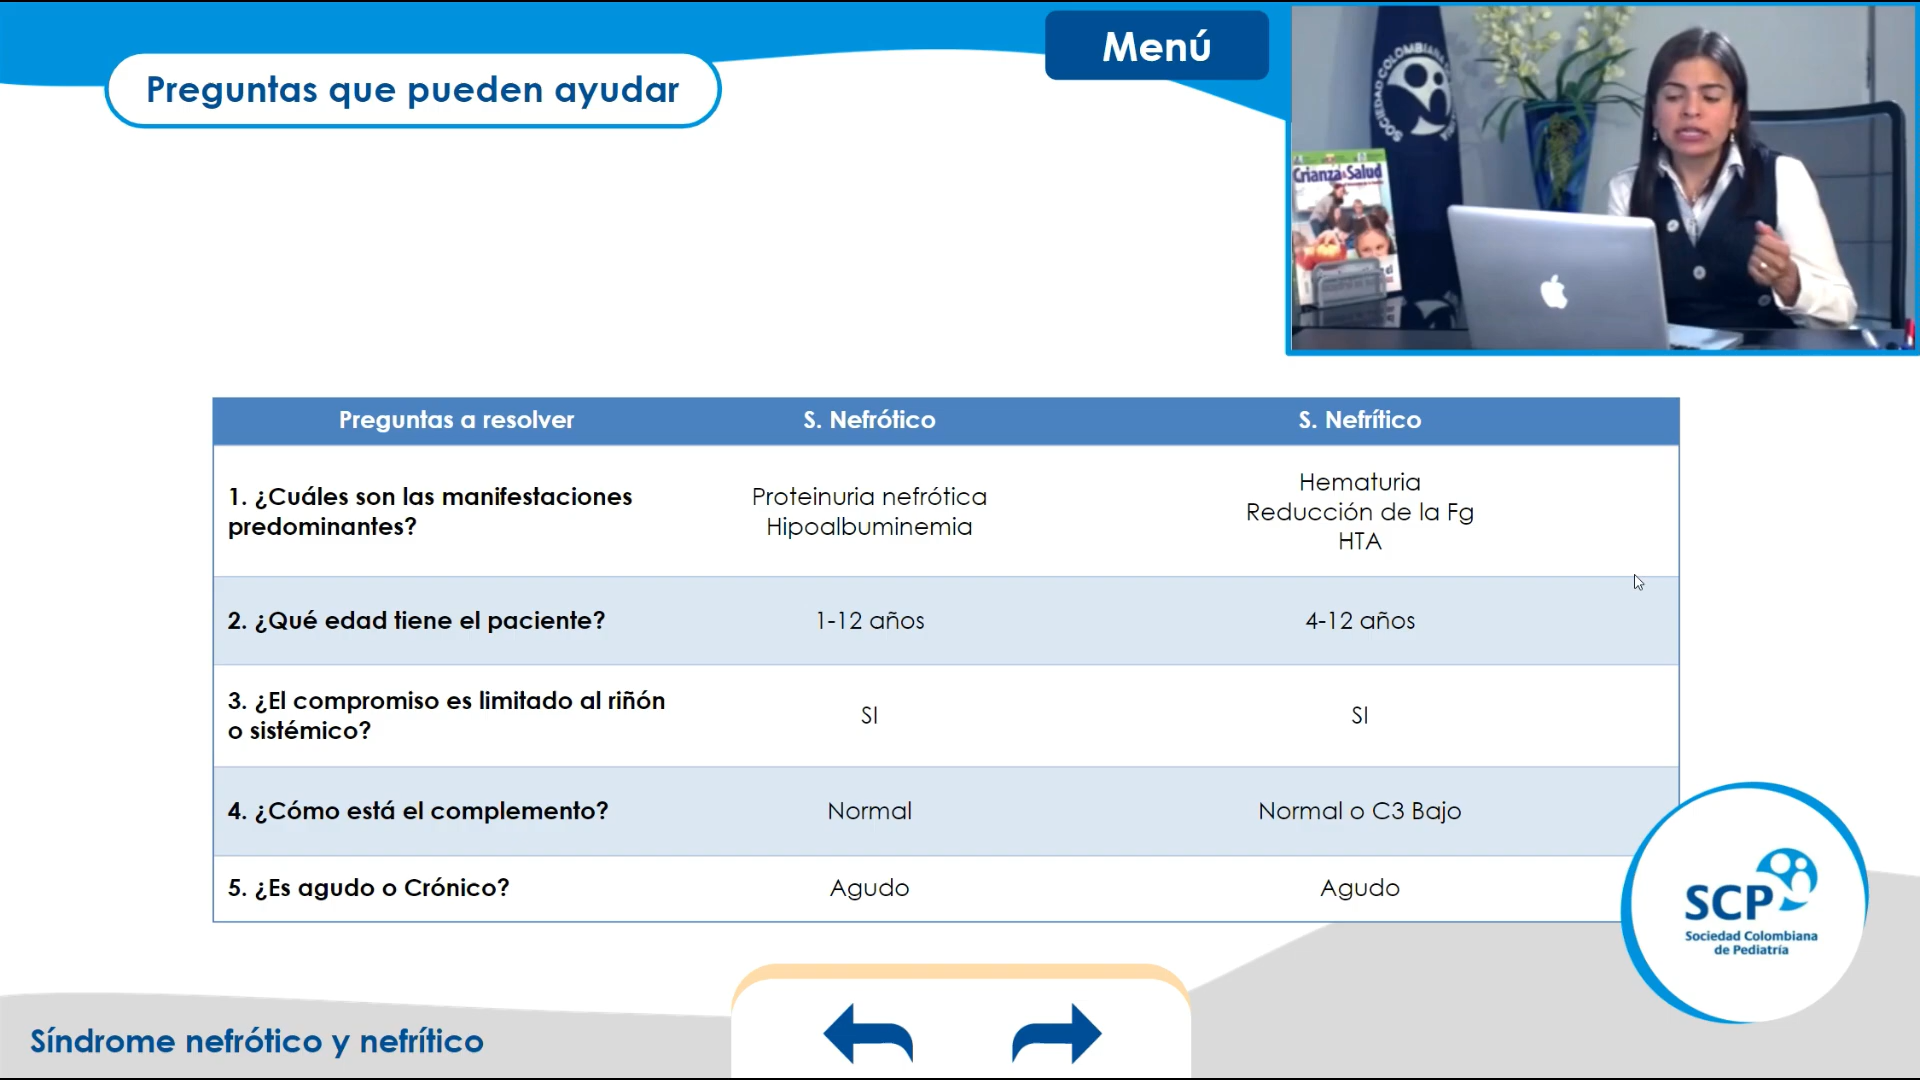 Menú
Preguntas que pueden ayudar
SOCIEDAD COLOMBIANA
Crianza & Salud
Preguntas a resolver
S. Nefrótico
S. Nefrítico
1. ¿Cuáles son las manifestaciones
predominantes?
Proteinuria nefrótica
Hipoalbuminemia
Hematuria
Reducción de la Fg
HTA
2. ¿Qué edad tiene el paciente?
1-12 años
4-12 años
3. ¿El compromiso es limitado al riñón
o sistémico?
SI
SI
4. ¿Cómo está el complemento?
Normal
Normal o C3 Bajo
5. ¿Es agudo o Crónico?
Agudo
Agudo
SCP
Sociedad Colombiana
de Pediatría
Síndrome nefrótico y nefrítico